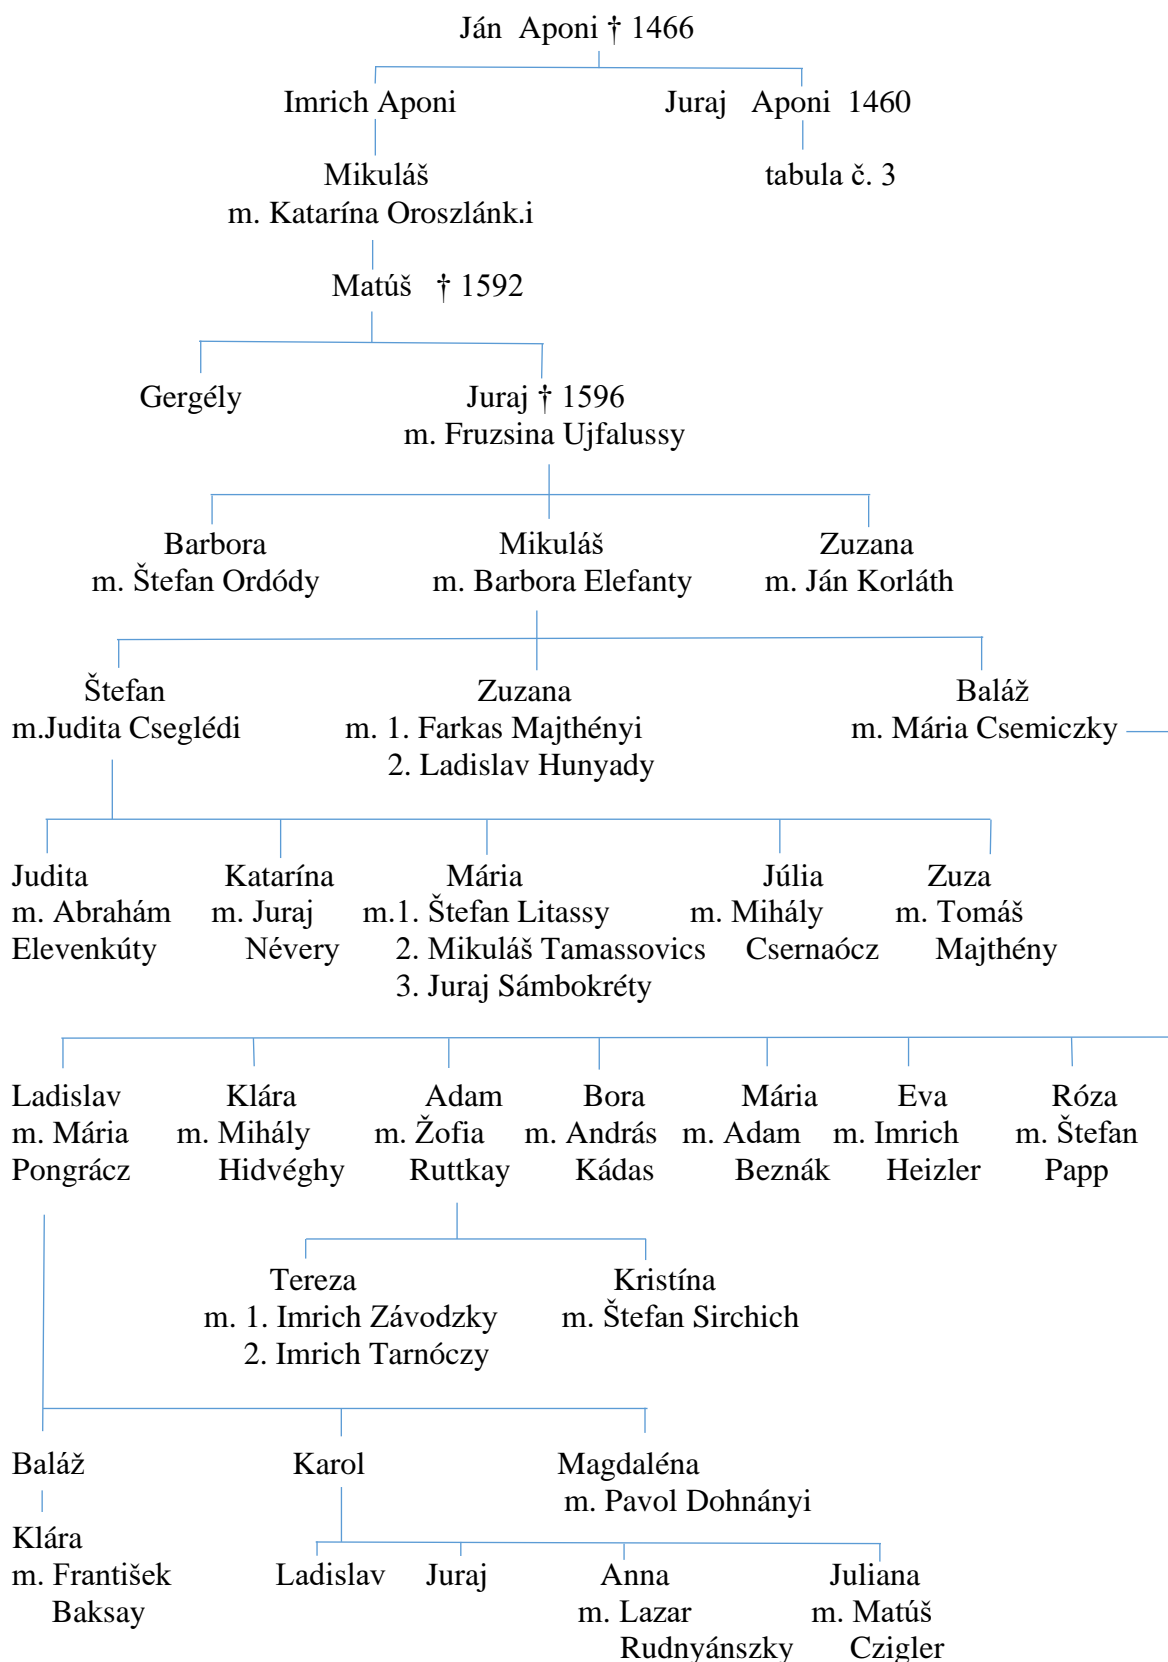 Ján Aponi † 1466
Imrich Aponi Juraj Aponi 1460
Mikuláš tabula č. 3
m. Katarína Oroszlánk.i
Matúš † 1592
Gergély Juraj † 1596
m. Fruzsina Ujfalussy
Barbora Mikuláš Zuzana
m. Štefan Ordódy m. Barbora Elefanty m. Ján Korláth
Štefan Zuzana Baláž
m.Judita Cseglédi m. 1. Farkas Majthényi m. Mária Csemiczky
2. Ladislav Hunyady
Judita Katarína Mária Júlia Zuza
m. Abrahám m. Juraj m.1. Štefan Litassy m. Mihály m. Tomáš
Elevenkúty Névery 2. Mikuláš Tamassovics Csernaócz Majthény
3. Juraj Sámbokréty
Ladislav Klára Adam Bora Mária Eva Róza
m. Mária m. Mihály m. Žofia m. András m. Adam m. Imrich m. Štefan
Pongrácz Hidvéghy Ruttkay Kádas Beznák Heizler Papp
Tereza Kristína
m. 1. Imrich Závodzky m. Štefan Sirchich
2. Imrich Tarnóczy
Baláž Karol Magdaléna
m. Pavol Dohnányi
Klára
m. František Ladislav Juraj Anna Juliana
Baksay m. Lazar m. Matúš
Rudnyánszky Czigler